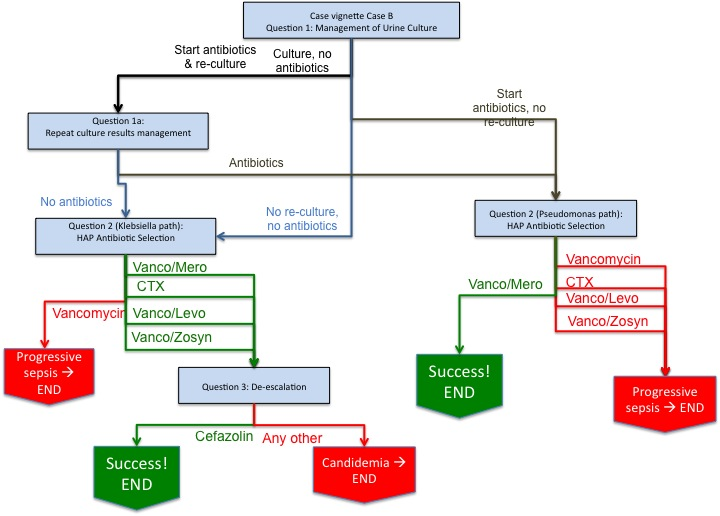 Case vignette Case B
Question 1: Management of Urine Culture
Start antibiotics
& re-culture
Culture, no
antibiotics
Start
antibiotics, no
re-culture
Question 1a:
Repeat culture results management
Antibiotics
No antibiotics
No re-culture,
no antibiotics
Question 2 (Klebsiella path):
HAP Antibiotic Selection
Question 2 (Pseudomonas path):
HAP Antibiotic Selection
Vanco/Mero
CTX
Vancomycin
Vanco/Levo
Vanco/Zosyn
Vanco/Mero
Vancomycin
CTX
Vanco/Levo
Vanco/Zosyn
Progressive
sepsis → END
Question 3: De-escalation
Success!
END
Progressive
sepsis → END
Cefazolin
Any other
Success!
END
Candidemia →
END